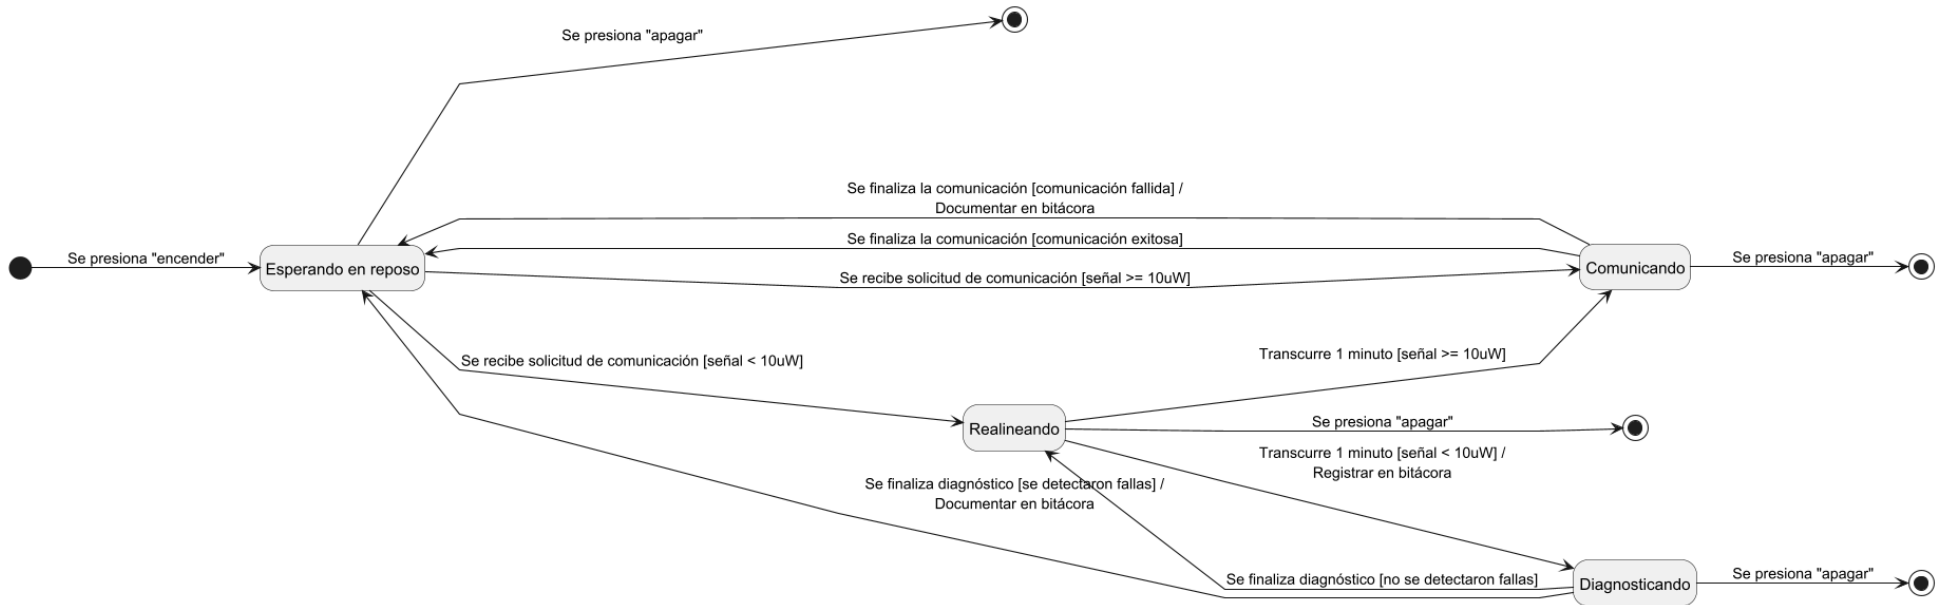 Se presiona "apagar"
Se finaliza la comunicación [comunicación fallida] /
Documentar en bitácora
Se finaliza la comunicación [comunicación exitosa]
Se presiona "encender"
Esperando en reposo
Comunicando
Se presiona "apagar"
Se recibe solicitud de comunicación [señal >= 10uW]
Se recibe solicitud de comunicación [señal < 10uW]
Transcurre 1 minuto [señal >= 10uW]
Realineando
Se presiona "apagar"
Transcurre 1 minuto [señal < 10uW] /
Registrar en bitácora
Se finaliza diagnóstico [se detectaron fallas] /
Documentar en bitácora
Se finaliza diagnóstico [no se detectaron fallas]
Diagnosticando
Se presiona "apagar"